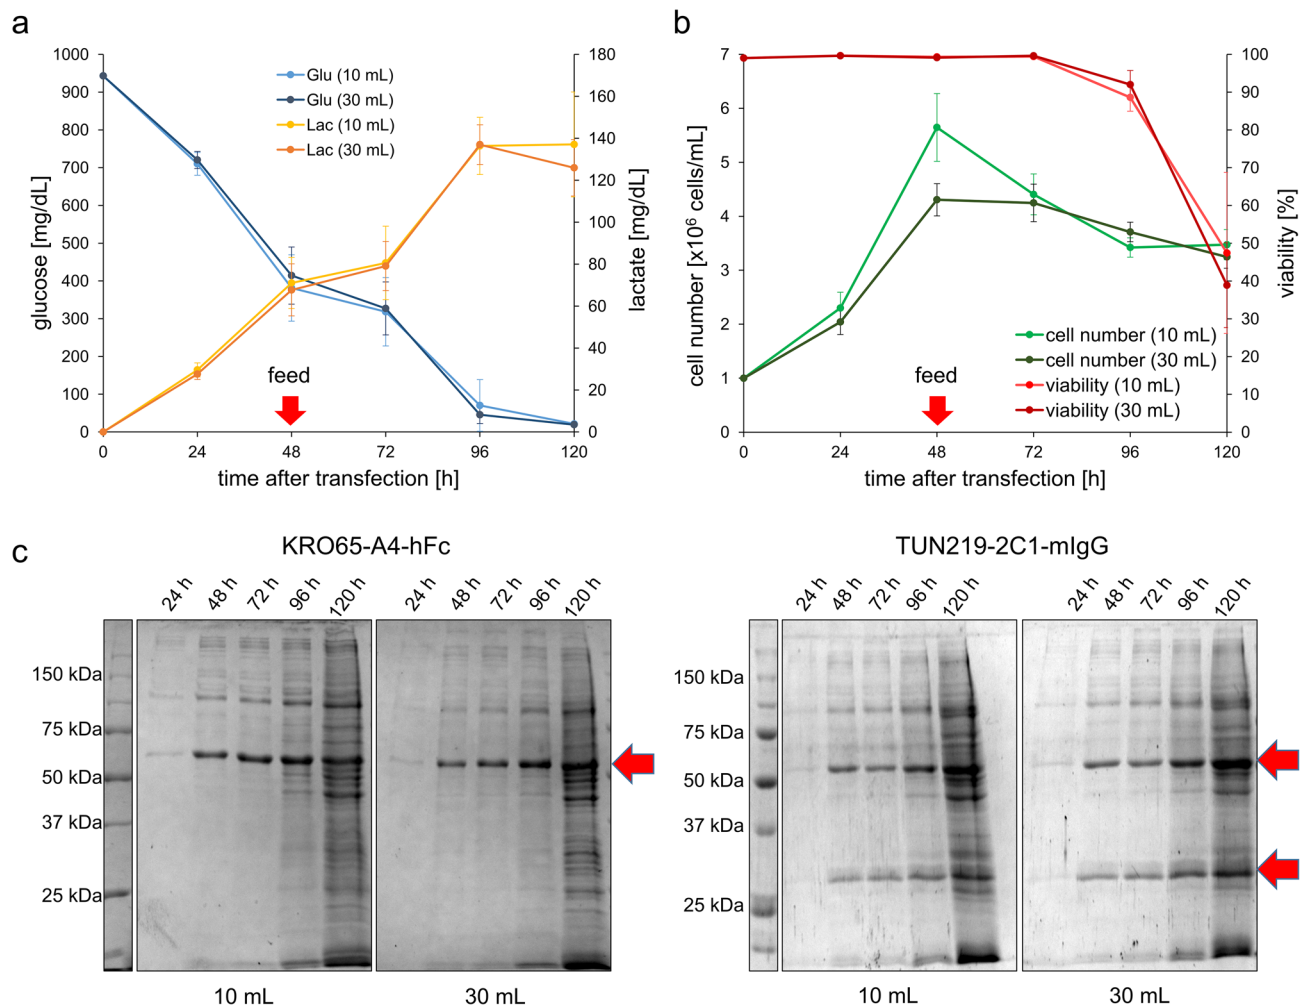 a
1000
900
800
700
600
500
400
300
200
100
0
glucose [mg/dL]
180
160
140
120
100
80
60
40
20
0
lactate [mg/dL]
Glu (10 mL)
Glu (30 mL)
Lac (10 mL)
Lac (30 mL)
feed
0 24 48 72 96 120
time after transfection [h]
b
7
6
5
4
3
2
1
0
cell number [x10⁶ cells/mL]
100
90
80
70
60
50
40
30
20
10
0
viability [%]
feed
cell number (10 mL)
cell number (30 mL)
viability (10 mL)
viability (30 mL)
0 24 48 72 96 120
time after transfection [h]
c
KRO65-A4-hFc
24 h 48 h 72 h 96 h 120 h 24 h 48 h 72 h 96 h 120 h
150 kDa
75 kDa
50 kDa
37 kDa
25 kDa
10 mL 30 mL
TUN219-2C1-mIgG
24 h 48 h 72 h 96 h 120 h 24 h 48 h 72 h 96 h 120 h
150 kDa
75 kDa
50 kDa
37 kDa
25 kDa
10 mL 30 mL